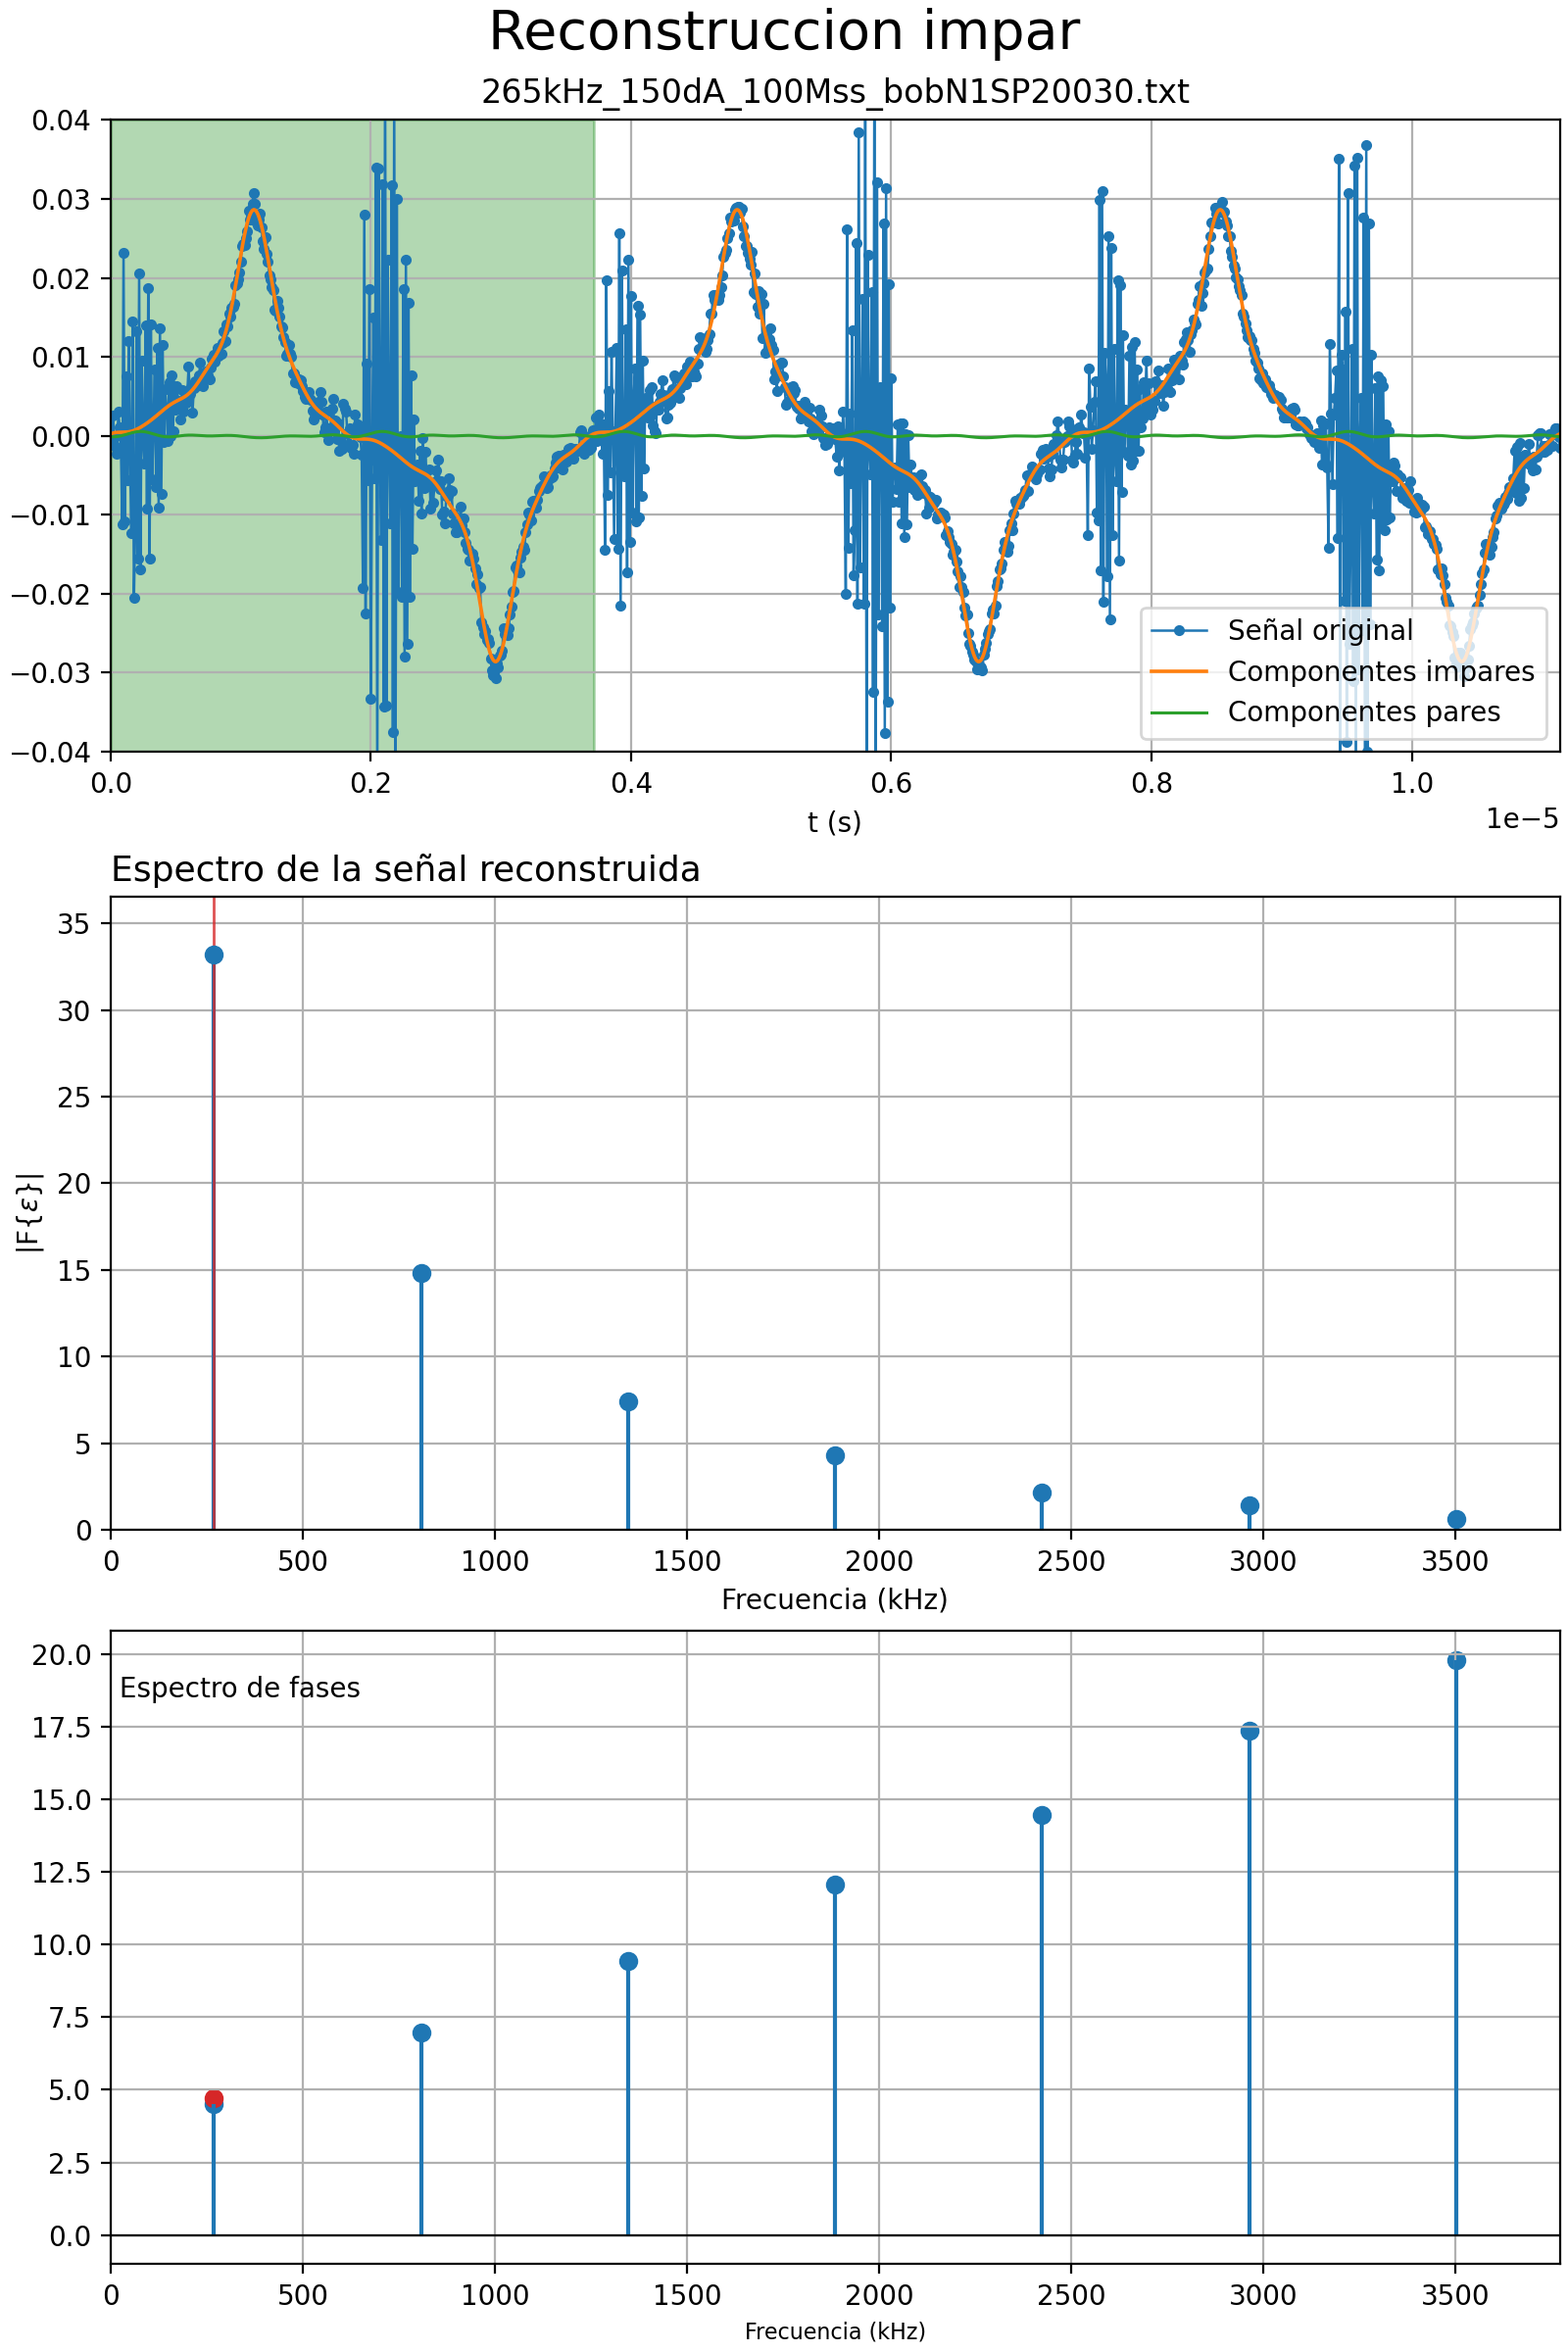 Reconstruccion impar
265kHz_150dA_100Mss_bobN1SP20030.txt
0.04
0.03
0.02
0.01
0.00
−0.01
−0.02
−0.03
−0.04
Señal original
Componentes impares
Componentes pares
0.0 0.2 0.4 0.6 0.8 1.0
1e−5
t (s)
Espectro de la señal reconstruida
35
30
25
20
15
10
5
0
|F{ε}|
0 500 1000 1500 2000 2500 3000 3500
Frecuencia (kHz)
20.0
17.5
15.0
12.5
10.0
7.5
5.0
2.5
0.0
Espectro de fases
0 500 1000 1500 2000 2500 3000 3500
Frecuencia (kHz)